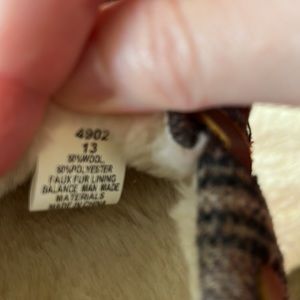 4902
13
50%WOOL,
50%POLYESTER
FAUX FUR LINING
BALANCE MAN MADE
MATERIALS
MADE IN CHINA